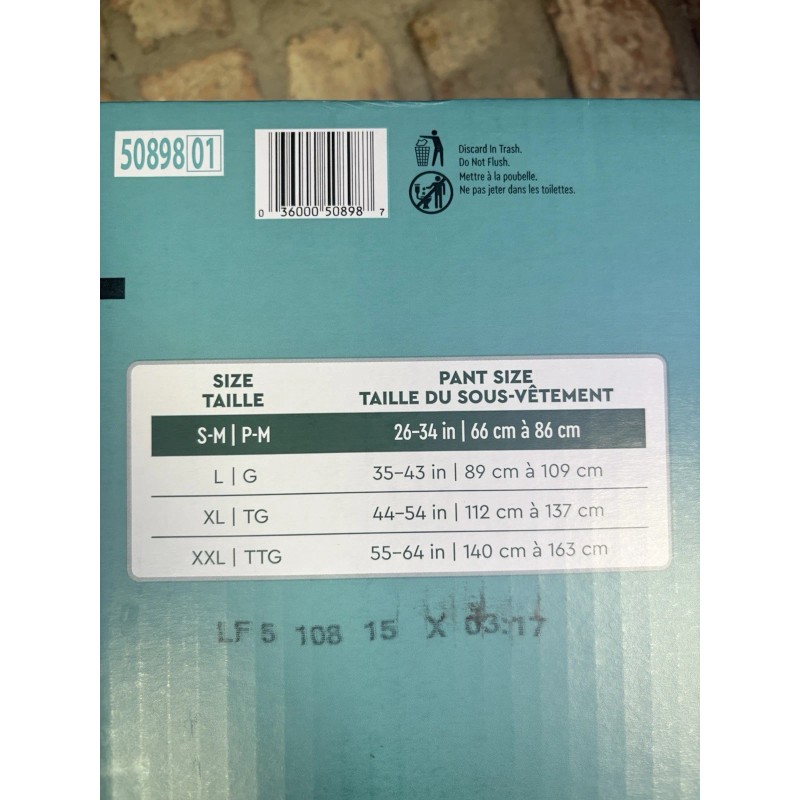 50898 01
0 36000 50898 7
Discard In Trash.
Do Not Flush.
Mettre à la poubelle.
Ne pas jeter dans les toilettes.
SIZE PANT SIZE
TAILLE TAILLE DU SOUS-VÊTEMENT
S-M | P-M 26–34 in | 66 cm à 86 cm
L | G 35–43 in | 89 cm à 109 cm
XL | TG 44–54 in | 112 cm à 137 cm
XXL | TTG 55–64 in | 140 cm à 163 cm
LF 5 108 15 X 03:17